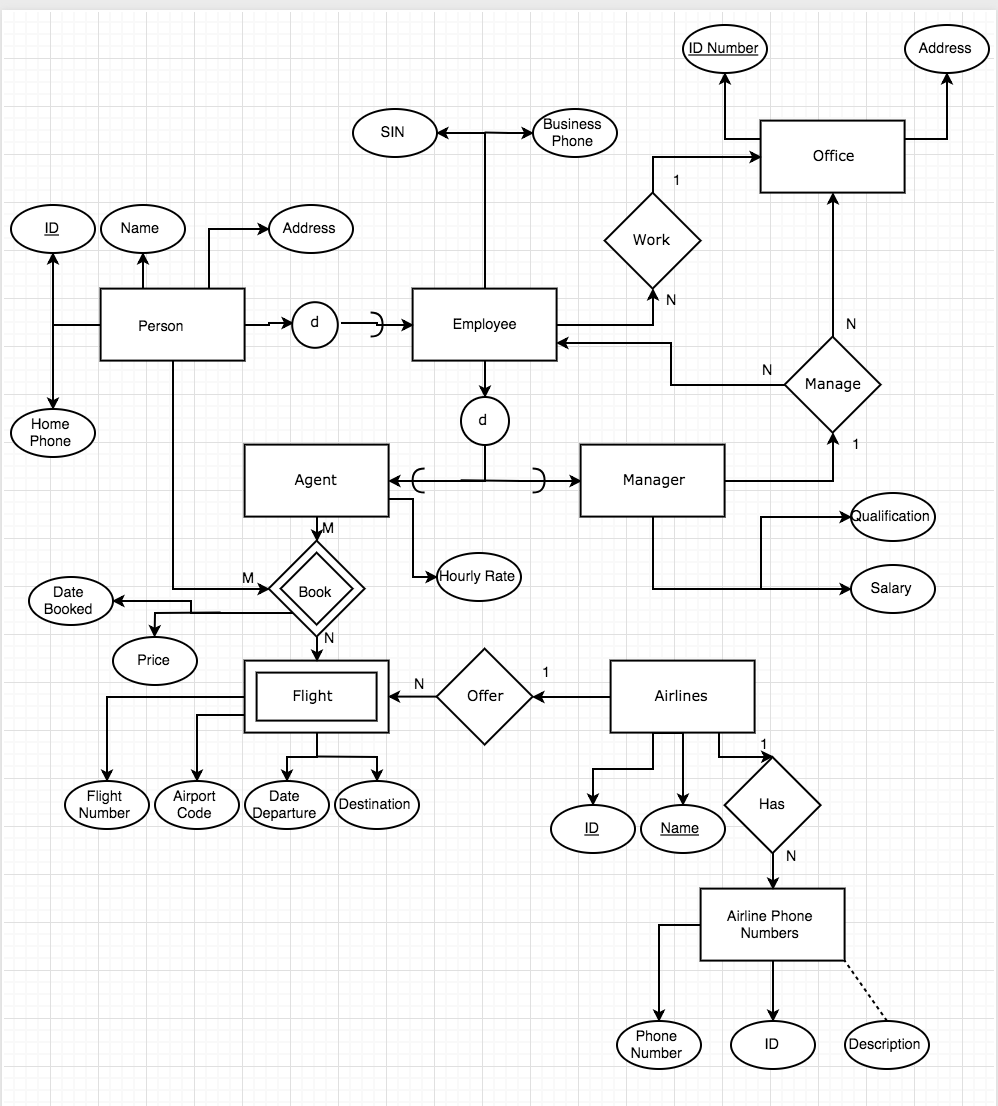 ID Number
Address
SIN
Business
Phone
Office
1
Work
ID
Name
Address
N
Person
d
Employee
N
N
Manage
1
d
Home
Phone
Agent
Manager
Qualification
M
Hourly Rate
Salary
M
Book
Date
Booked
N
Price
Flight
N
Offer
1
Airlines
1
Flight
Number
Airport
Code
Date
Departure
Destination
ID
Name
Has
N
Airline Phone
Numbers
Phone
Number
ID
Description